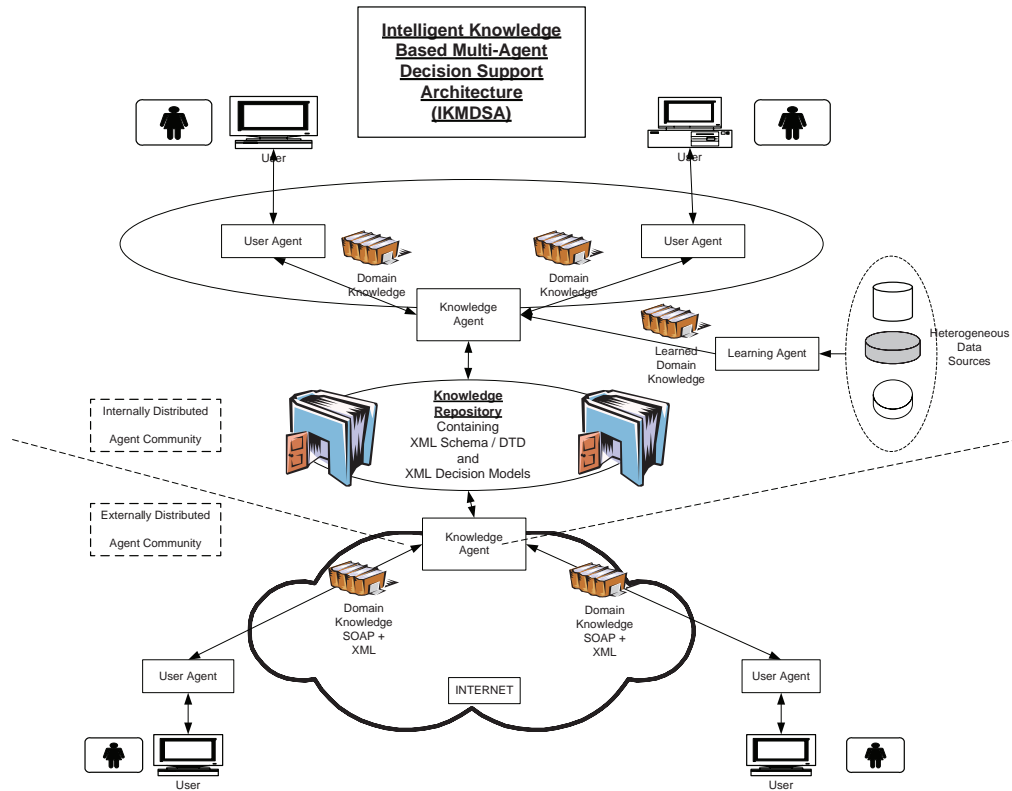 Intelligent Knowledge
Based Multi-Agent
Decision Support
Architecture
(IKMDSA)
User
User
User Agent
User Agent
Domain
Knowledge
Domain
Knowledge
Knowledge
Agent
Learned
Domain
Knowledge
Learning Agent
Heterogeneous
Data
Sources
Knowledge
Repository
Containing
XML Schema / DTD
and
XML Decision Models
Internally Distributed
Agent Community
Externally Distributed
Agent Community
Knowledge
Agent
Domain
Knowledge
SOAP +
XML
Domain
Knowledge
SOAP +
XML
User Agent
User Agent
INTERNET
User
User